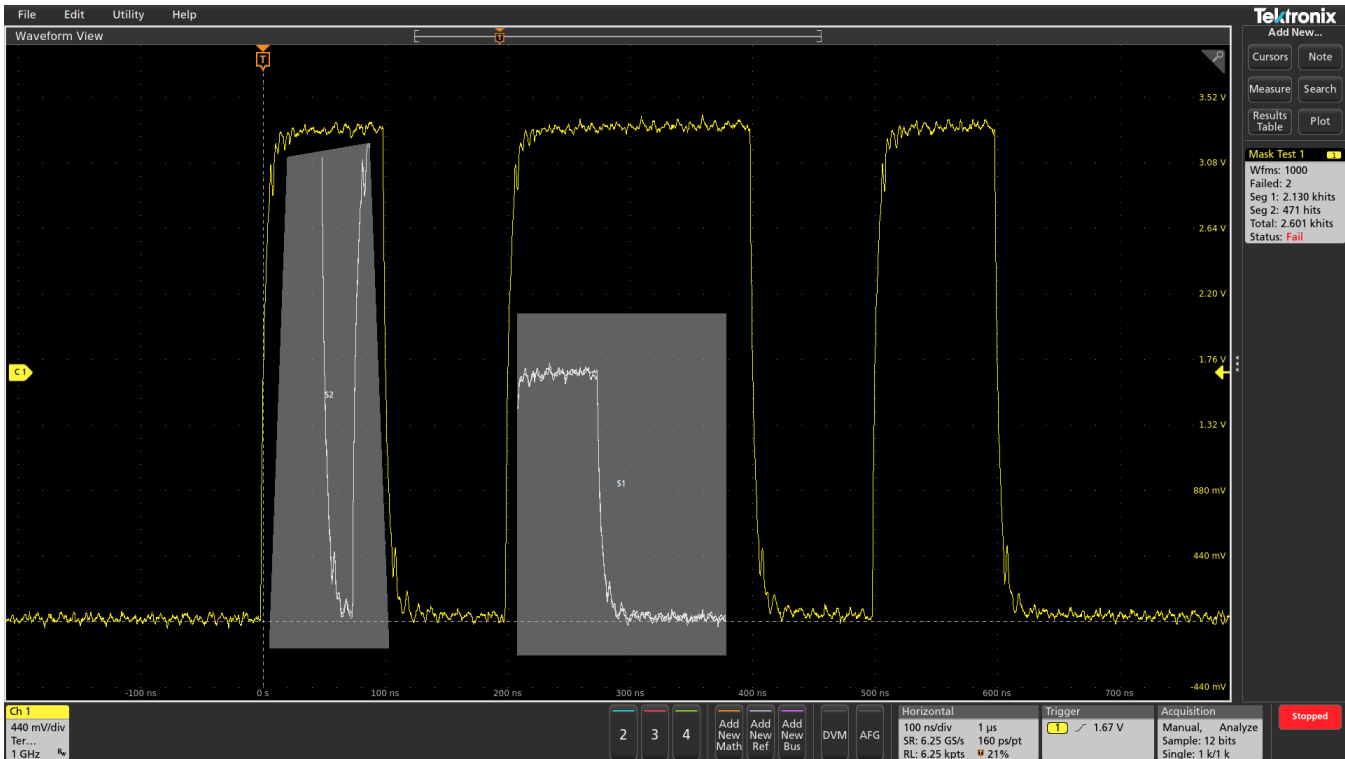 File Edit Utility Help
Tektronix
Waveform View
Add New...
T
T
Cursors Note
Measure Search
Results Table Plot
Mask Test 1 1
Wfms: 1000
Failed: 2
Seg 1: 2.130 khits
Seg 2: 471 hits
Total: 2.601 khits
Status: Fail
3.52 V
3.08 V
2.64 V
2.20 V
1.76 V
1.32 V
880 mV
440 mV
-440 mV
C1
S2
S1
-100 ns 0 s 100 ns 200 ns 300 ns 400 ns 500 ns 600 ns 700 ns
Ch 1
440 mV/div
Ter...
1 GHz Bw
2 3 4
Add New Math
Add New Ref
Add New Bus
DVM AFG
Horizontal
100 ns/div 1 µs
SR: 6.25 GS/s 160 ps/pt
RL: 6.25 kpts 21%
Trigger
1 1.67 V
Acquisition
Manual, Analyze
Sample: 12 bits
Single: 1 k/1 k
Stopped